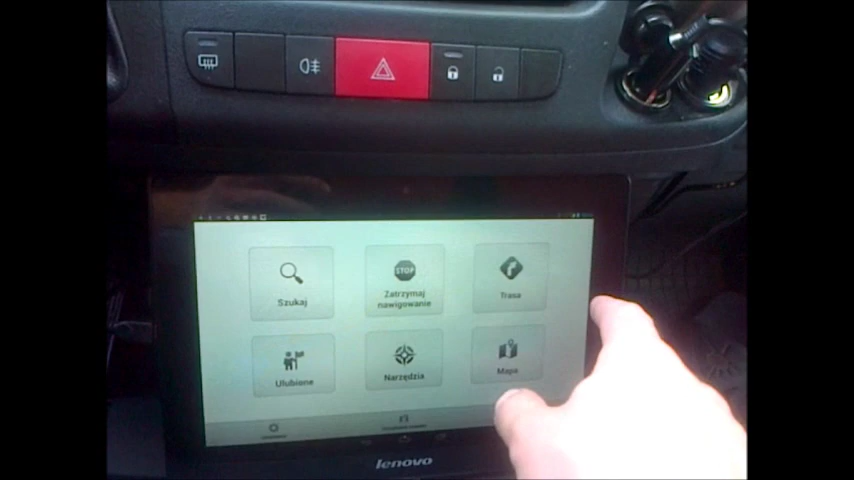 Szukaj
STOP
Zatrzymaj
nawigowanie
Trasa
Ulubione
Narzędzia
Mapa
lenovo